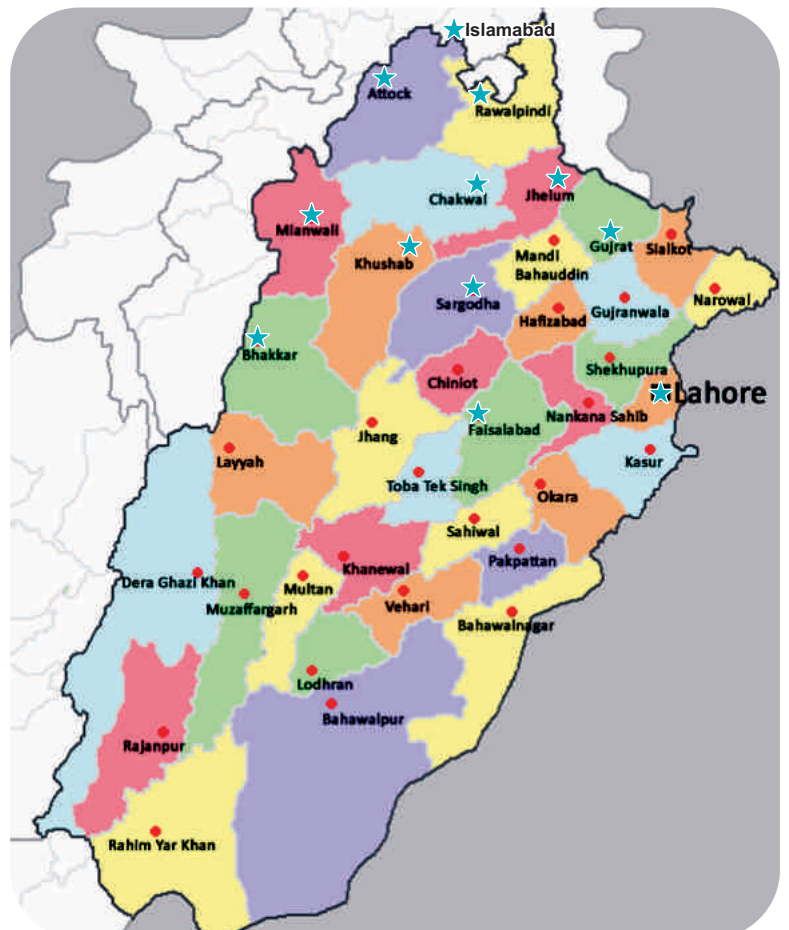 Islamabad
Attock
Rawalpindi
Chakwal
Jhelum
Mianwali
Khushab
Mandi
Bahauddin
Gujrat
Sialkot
Sargodha
Hafizabad
Gujranwala
Narowal
Bhakkar
Chiniot
Shekhupura
Lahore
Nankana Sahib
Jhang
Faisalabad
Layyah
Toba Tek Singh
Kasur
Okara
Sahiwal
Pakpattan
Khanewal
Dera Ghazi Khan
Multan
Muzaffargarh
Vehari
Bahawalnagar
Lodhran
Bahawalpur
Rajanpur
Rahim Yar Khan